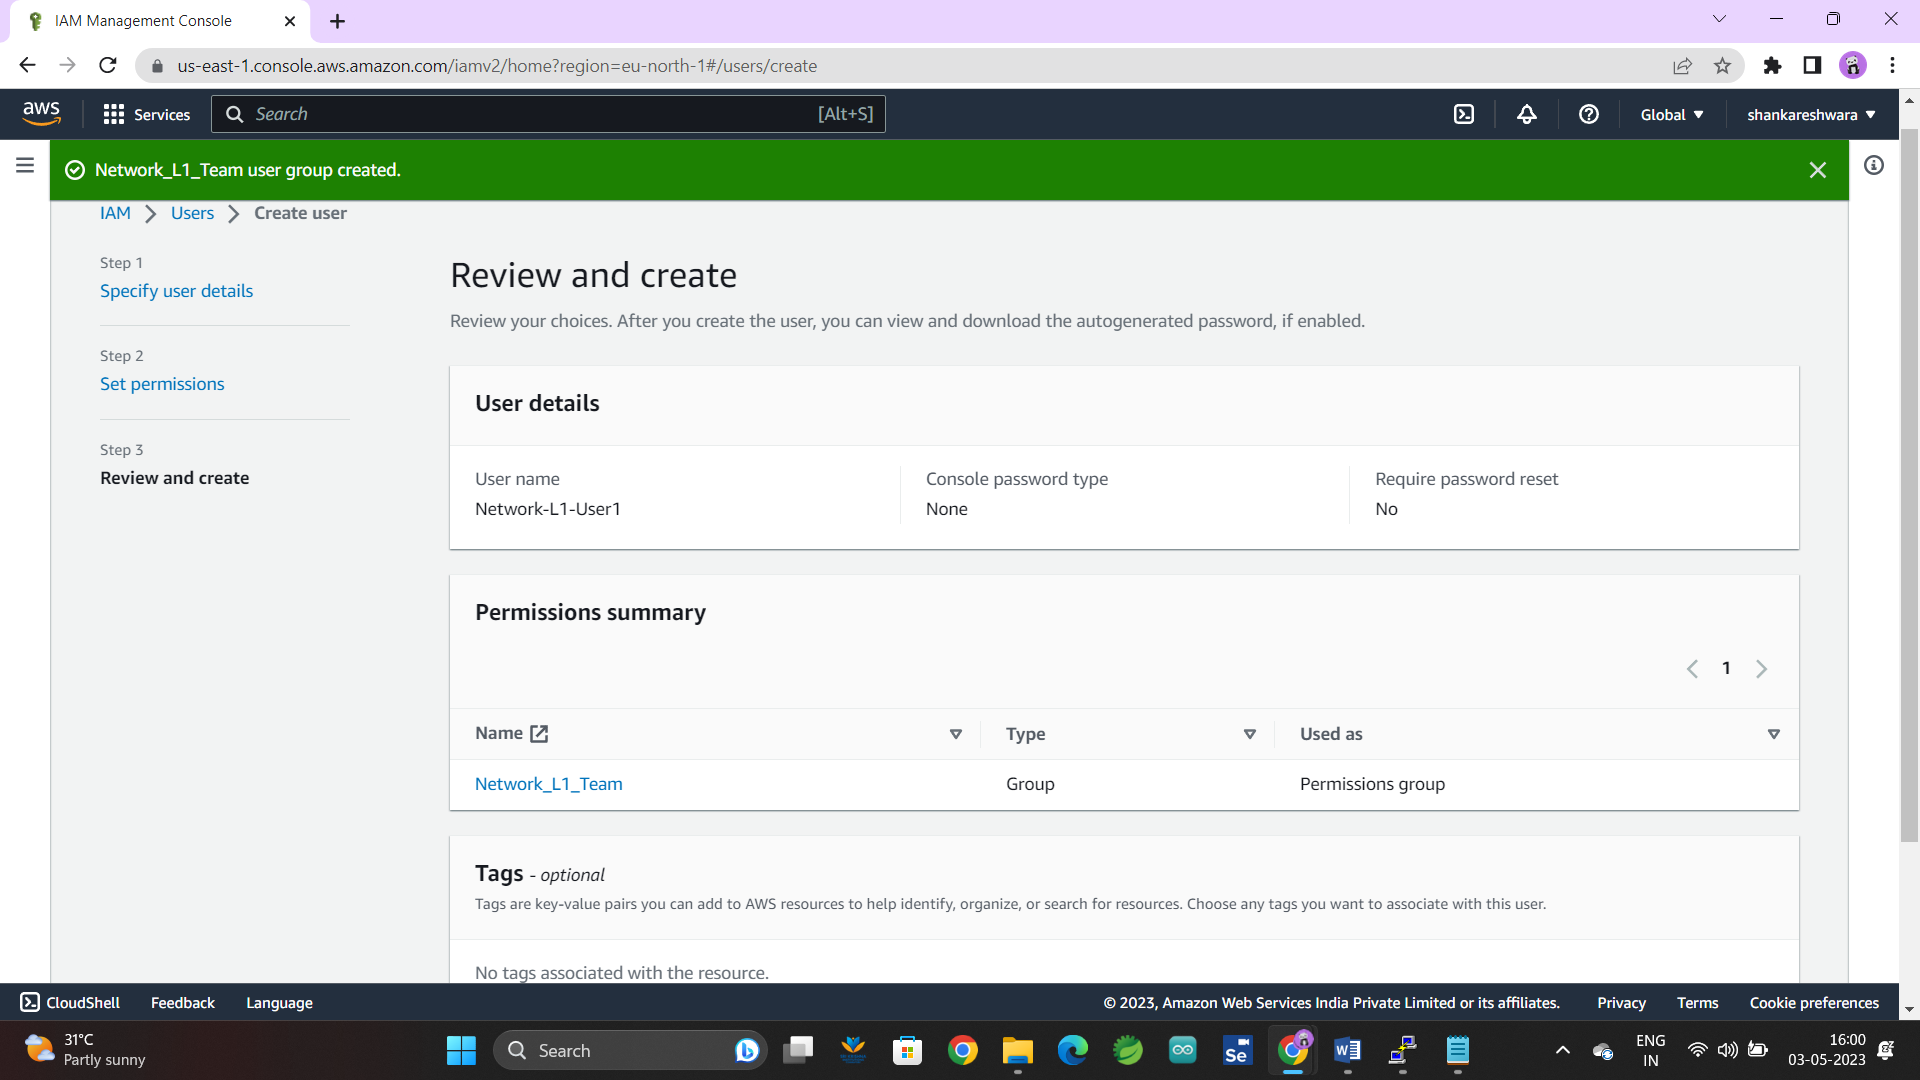 IAM Management Console
us-east-1.console.aws.amazon.com/iamv2/home?region=eu-north-1#/users/create
aws
Services
Search
[Alt+S]
Global
shankareshwara
Network_L1_Team user group created.
IAM
Users
Create user
Step 1
Specify user details
Step 2
Set permissions
Step 3
Review and create
Review and create
Review your choices. After you create the user, you can view and download the autogenerated password, if enabled.
User details
User name
Network-L1-User1
Console password type
None
Require password reset
No
Permissions summary
1
Name
Type
Used as
Network_L1_Team
Group
Permissions group
Tags - optional
Tags are key-value pairs you can add to AWS resources to help identify, organize, or search for resources. Choose any tags you want to associate with this user.
No tags associated with the resource.
CloudShell
Feedback
Language
© 2023, Amazon Web Services India Private Limited or its affiliates.
Privacy
Terms
Cookie preferences
31°C
Partly sunny
Search
Se
ENG
IN
16:00
03-05-2023